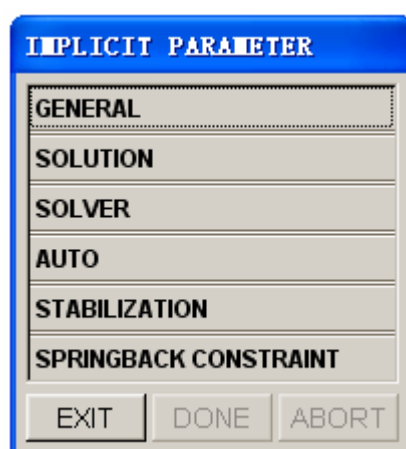 IMPLICIT PARAMETER
GENERAL
SOLUTION
SOLVER
AUTO
STABILIZATION
SPRINGBACK CONSTRAINT
EXIT DONE ABORT